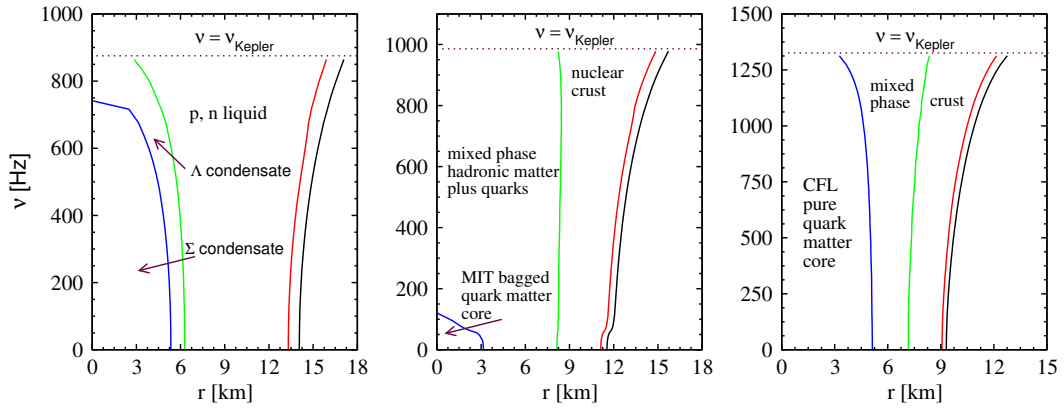 ν = ν_Kepler
p, n liquid
Λ condensate
Σ condensate
ν [Hz]
0
200
400
600
800
1000
0
3
6
9
12
15
18
r [km]
ν = ν_Kepler
nuclear
crust
mixed phase
hadronic matter
plus quarks
MIT bagged
quark matter
core
0
200
400
600
800
1000
0
3
6
9
12
15
18
r [km]
ν = ν_Kepler
mixed
phase
crust
CFL
pure
quark
matter
core
0
250
500
750
1000
1250
1500
0
3
6
9
12
15
r [km]